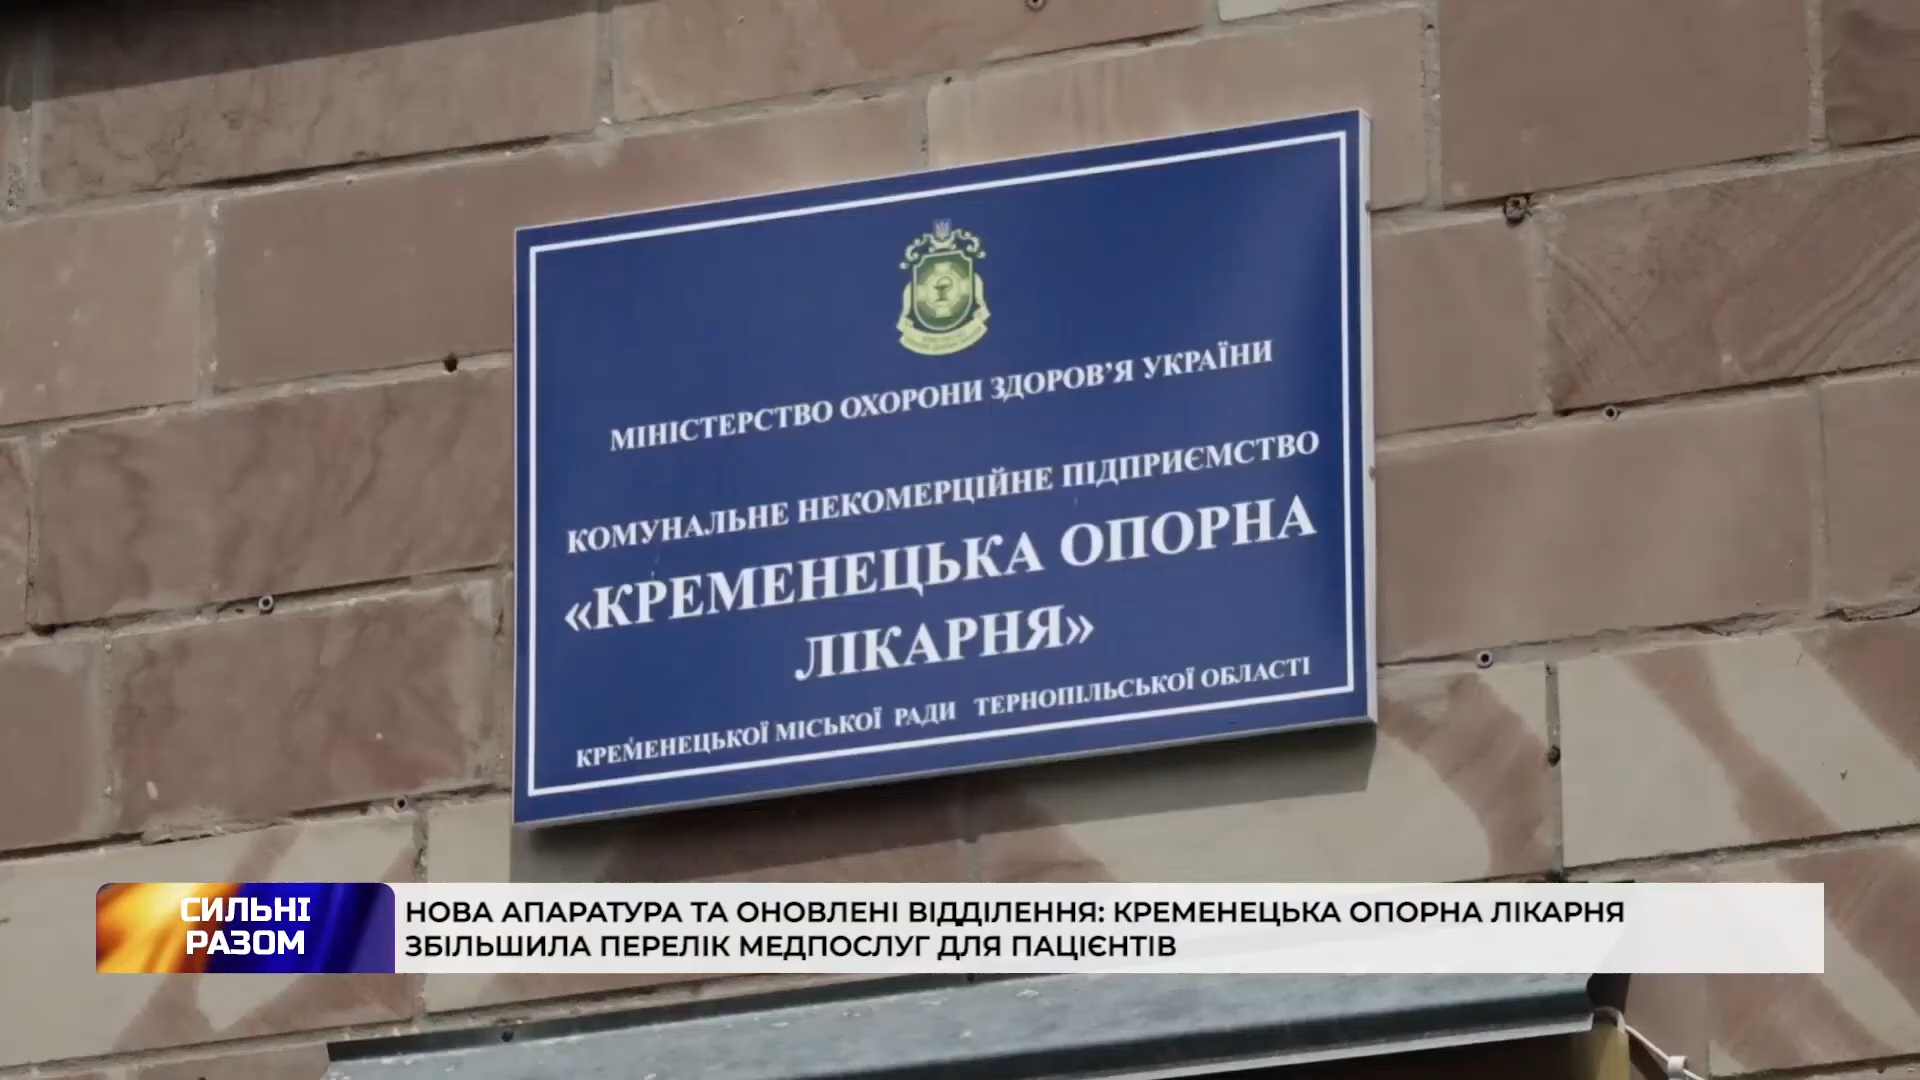 МІНІСТЕРСТВО ОХОРОНИ ЗДОРОВ’Я УКРАЇНИ
КОМУНАЛЬНЕ НЕКОМЕРЦІЙНЕ ПІДПРИЄМСТВО
«КРЕМЕНЕЦЬКА ОПОРНА
ЛІКАРНЯ»
КРЕМЕНЕЦЬКОЇ МІСЬКОЇ РАДИ ТЕРНОПІЛЬСЬКОЇ ОБЛАСТІ
СИЛЬНІ
РАЗОМ
НОВА АПАРАТУРА ТА ОНОВЛЕНІ ВІДДІЛЕННЯ: КРЕМЕНЕЦЬКА ОПОРНА ЛІКАРНЯ
ЗБІЛЬШИЛА ПЕРЕЛІК МЕДПОСЛУГ ДЛЯ ПАЦІЄНТІВ